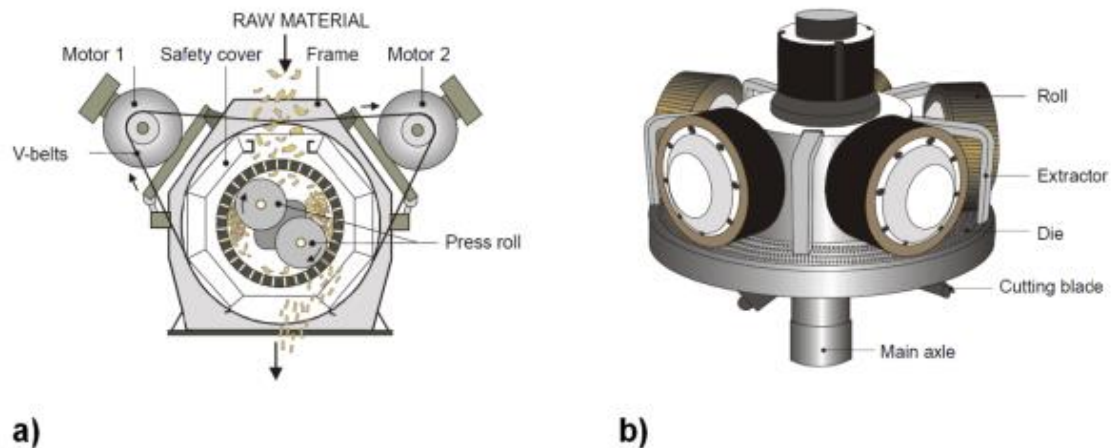 RAW MATERIAL
Motor 1
Safety cover
Frame
Motor 2
V-belts
Press roll
a)
Roll
Extractor
Die
Cutting blade
Main axle
b)